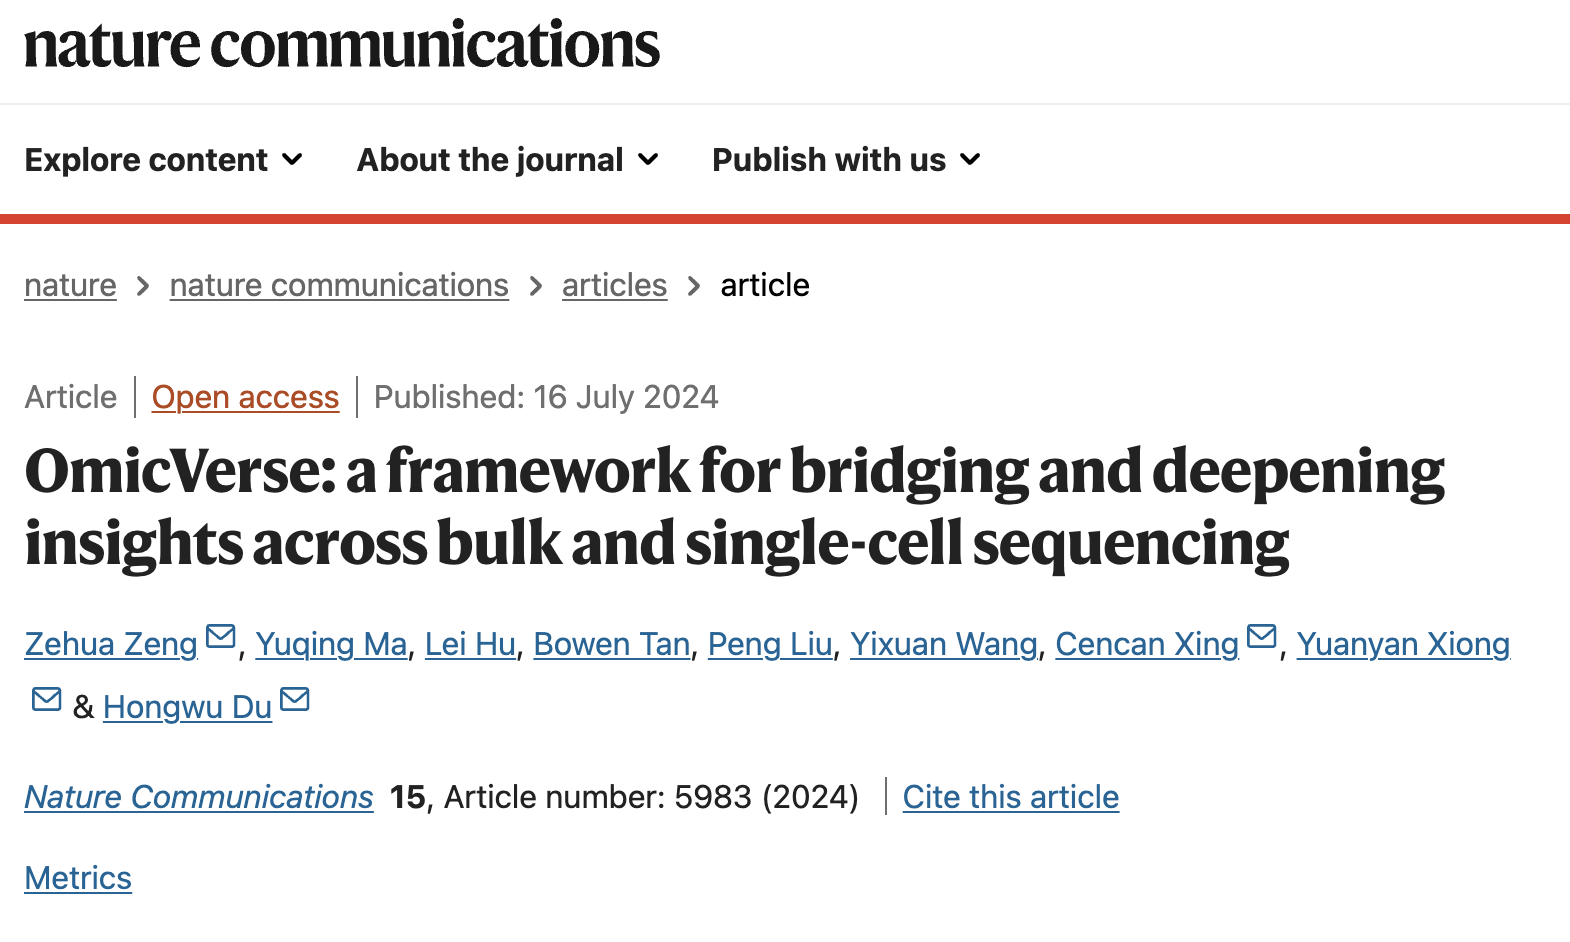 nature communications
Explore content About the journal Publish with us
nature > nature communications > articles > article
Article | Open access | Published: 16 July 2024
OmicVerse: a framework for bridging and deepening
insights across bulk and single-cell sequencing
Zehua Zeng, Yuqing Ma, Lei Hu, Bowen Tan, Peng Liu, Yixuan Wang, Cencan Xing, Yuanyan Xiong
& Hongwu Du
Nature Communications 15, Article number: 5983 (2024) | Cite this article
Metrics